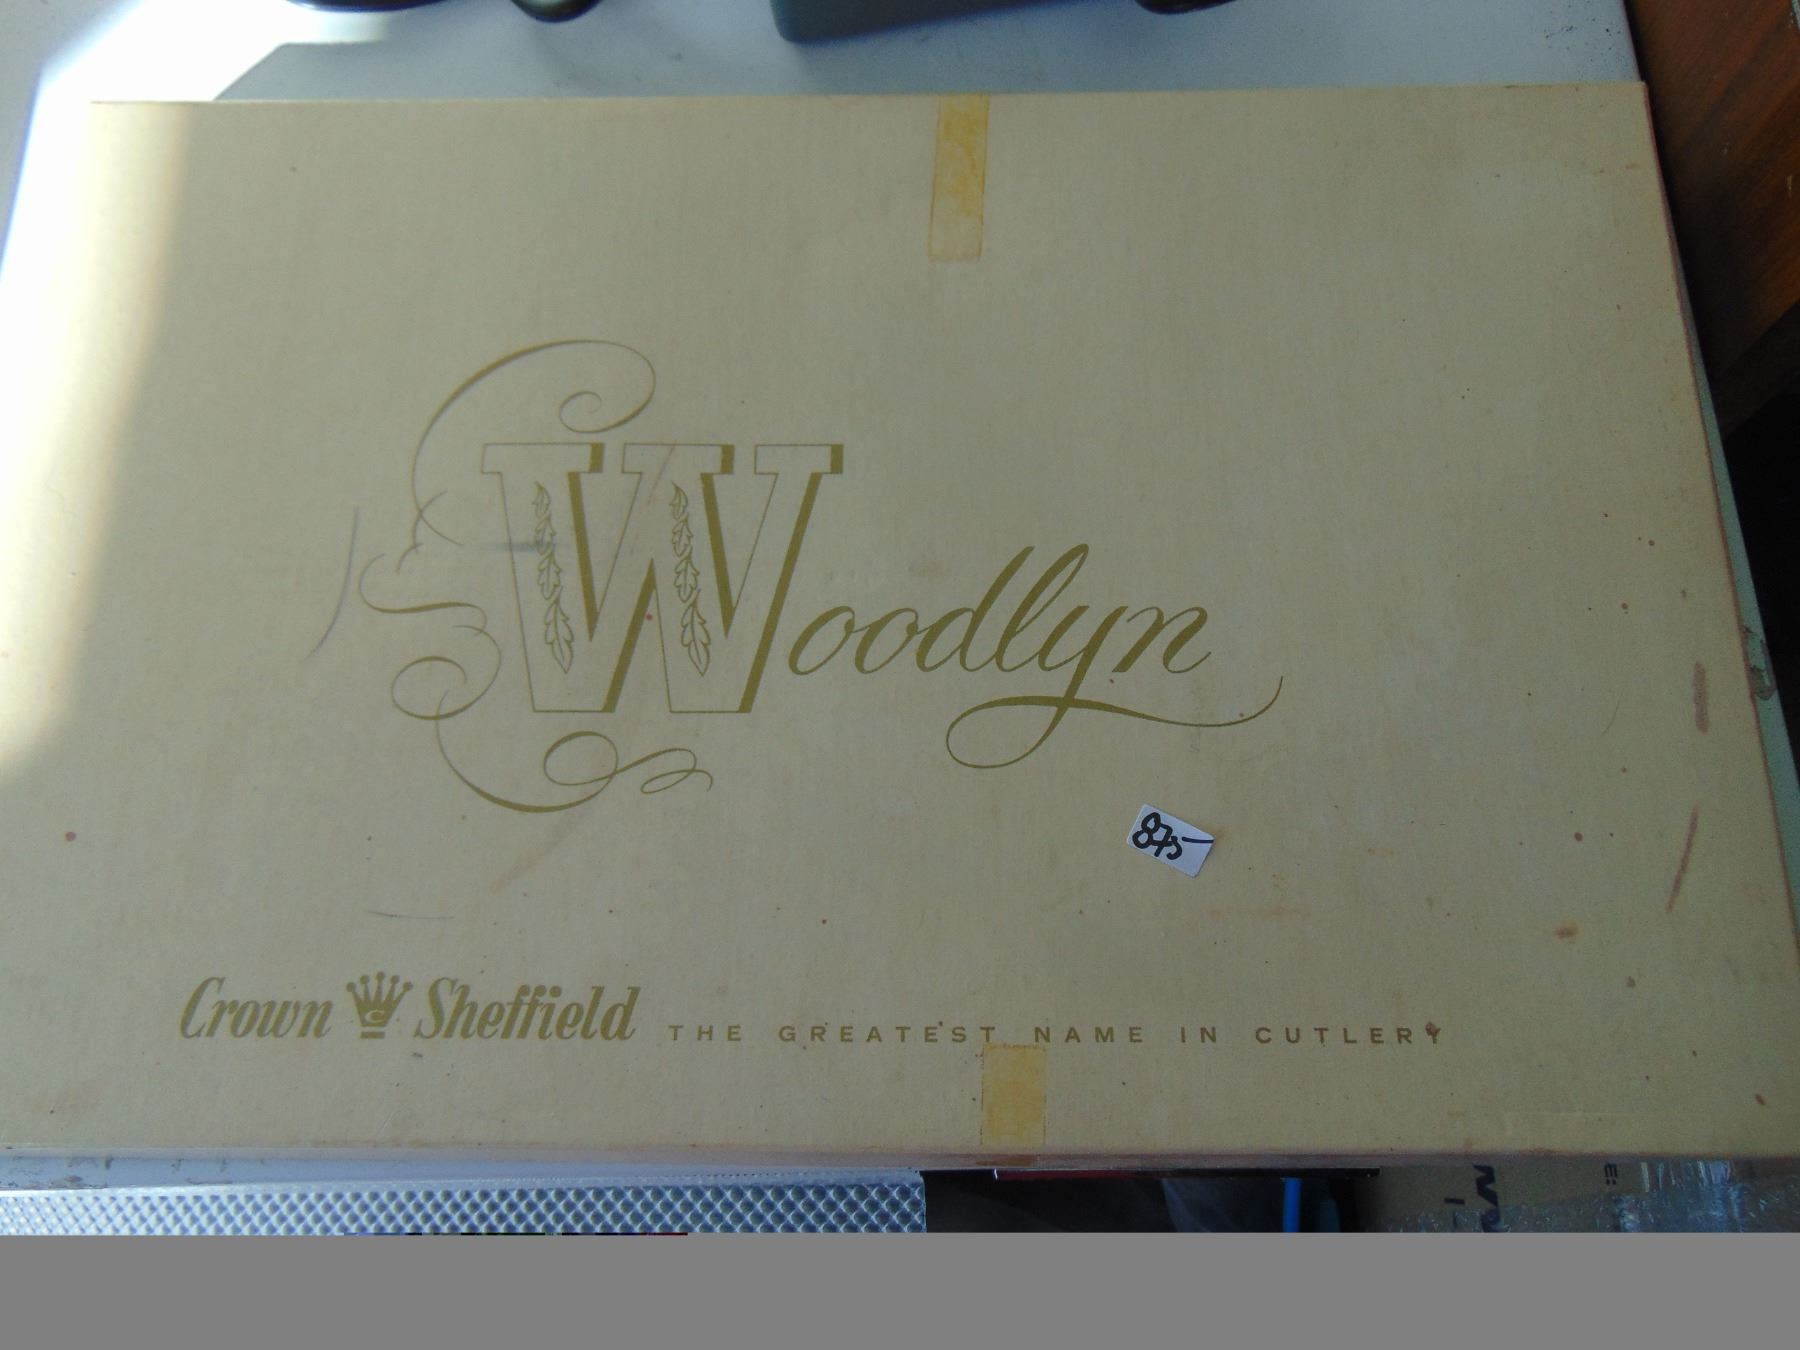 Woodlyn
875-
Crown Sheffield THE GREATEST NAME IN CUTLERY